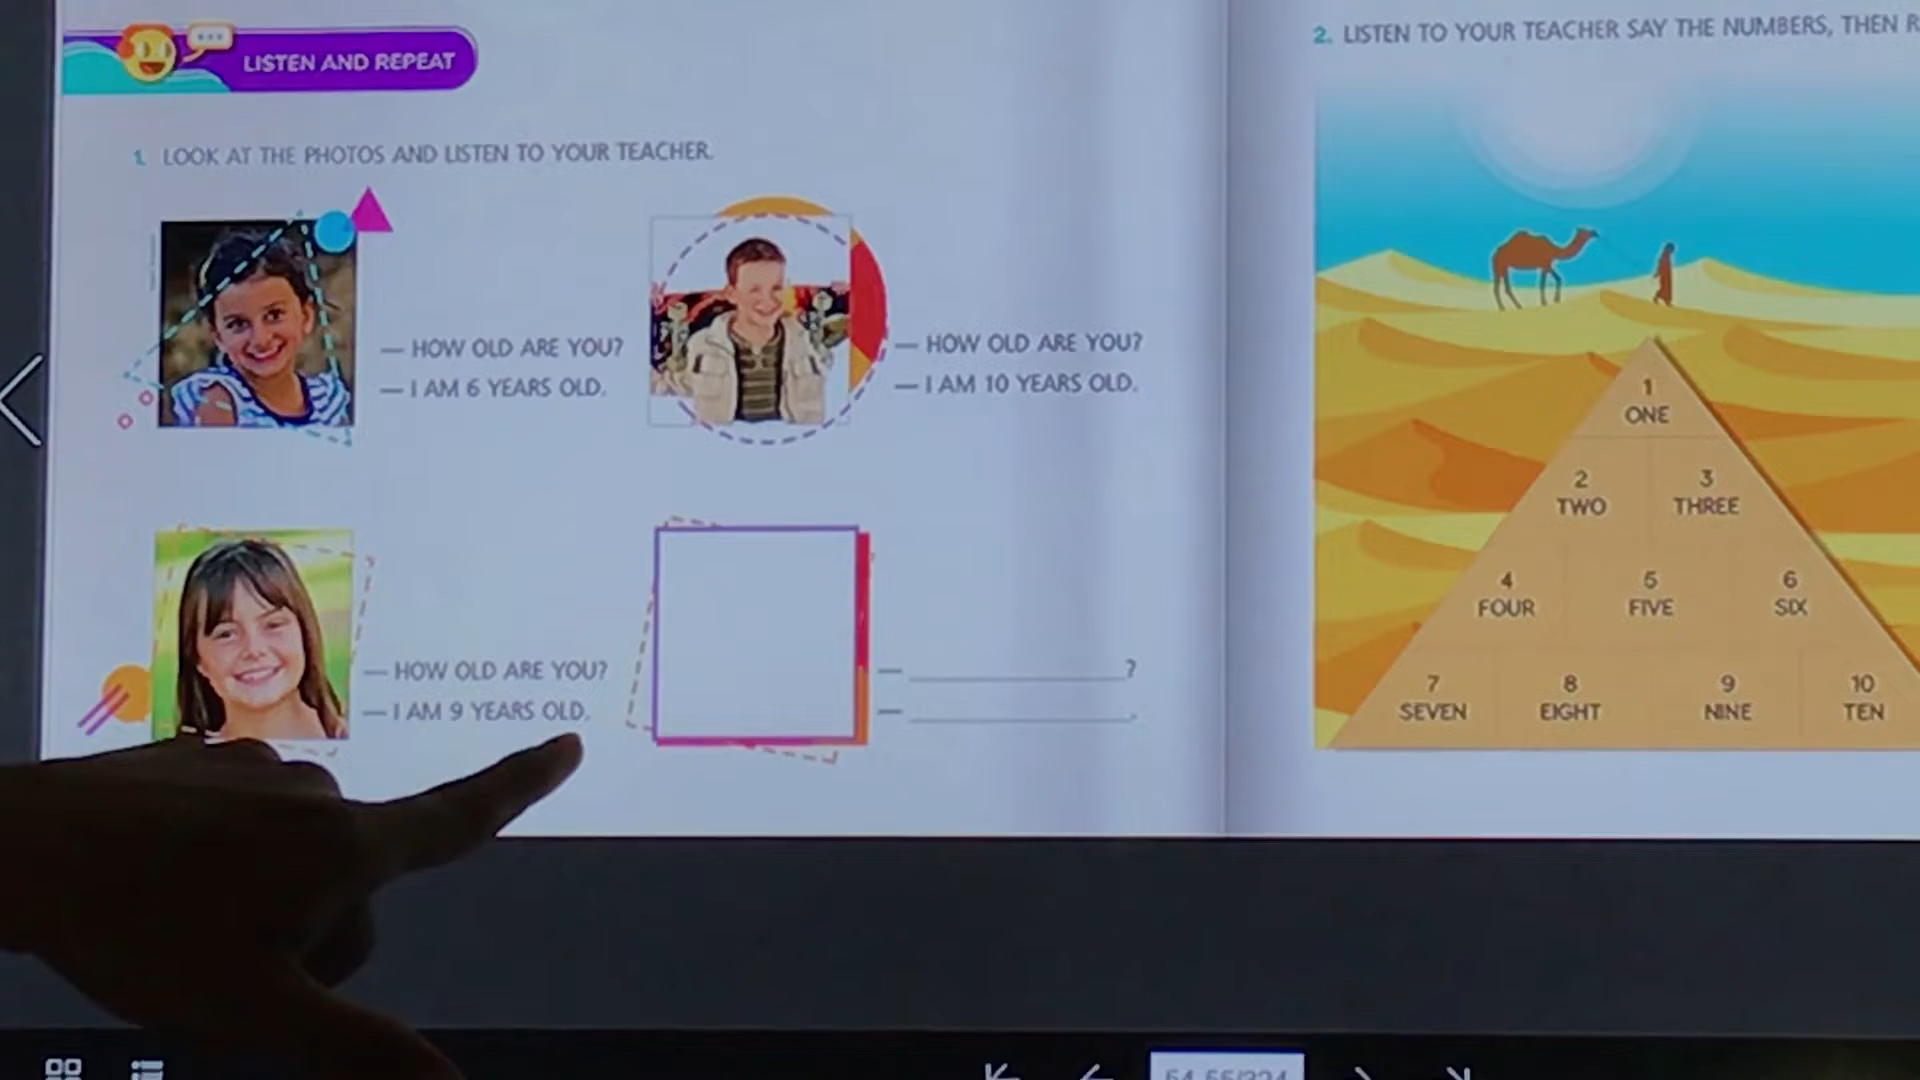 LISTEN AND REPEAT
1. LOOK AT THE PHOTOS AND LISTEN TO YOUR TEACHER.
— HOW OLD ARE YOU?
— I AM 6 YEARS OLD.
— HOW OLD ARE YOU?
— I AM 10 YEARS OLD.
— HOW OLD ARE YOU?
— I AM 9 YEARS OLD.
— ____________?
— ____________.
2. LISTEN TO YOUR TEACHER SAY THE NUMBERS, THEN
1
ONE
2
TWO
3
THREE
4
FOUR
5
FIVE
6
SIX
7
SEVEN
8
EIGHT
9
NINE
10
TEN